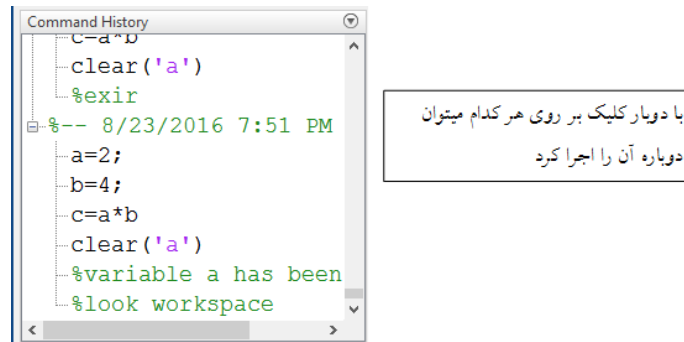 Command History
c=a*b
clear('a')
%exir
%-- 8/23/2016 7:51 PM
a=2;
b=4;
c=a*b
clear('a')
%variable a has been
%look workspace
با دوبار کلیک بر روی هر کدام میتوان
دوباره آن را اجرا کرد